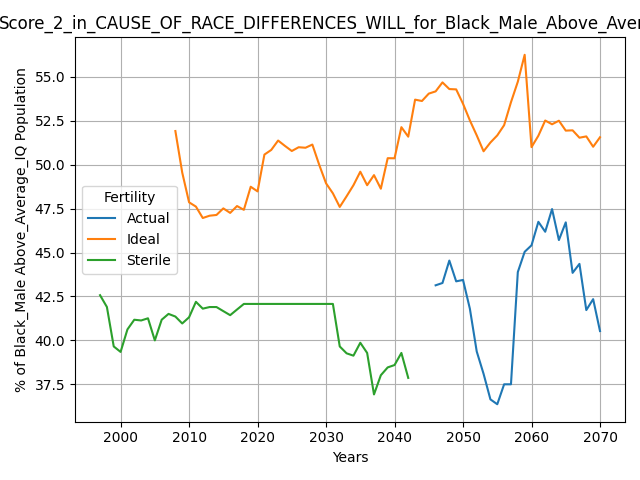 Score_2_in_CAUSE_OF_RACE_DIFFERENCES_WILL_for_Black_Male_Above_Aver
% of Black_Male Above_Average_IQ Population
55.0
52.5
50.0
47.5
45.0
42.5
40.0
37.5
Fertility
Actual
Ideal
Sterile
2000 2010 2020 2030 2040 2050 2060 2070
Years